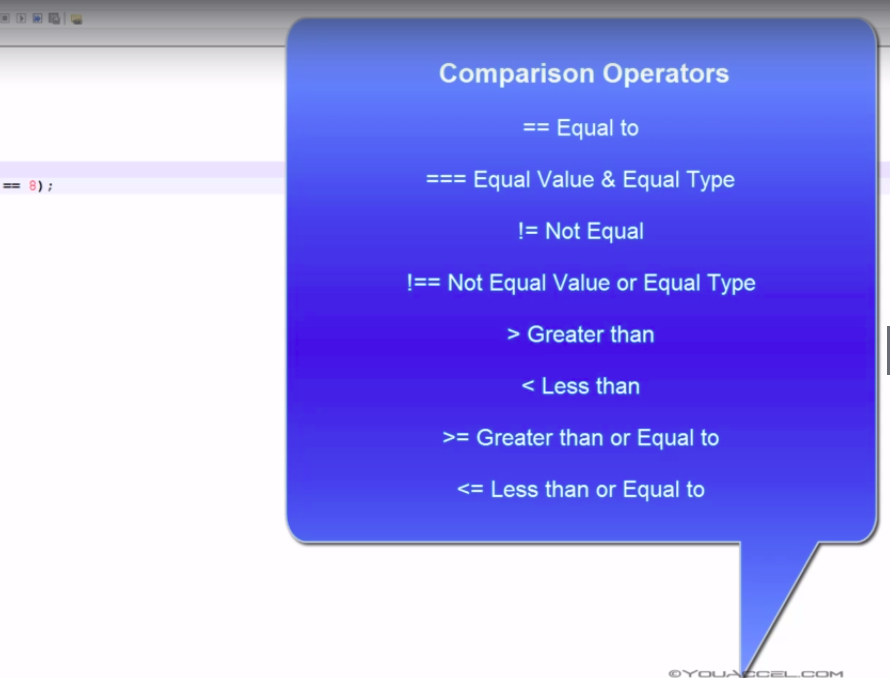 == 8);
Comparison Operators
== Equal to
=== Equal Value & Equal Type
!= Not Equal
!== Not Equal Value or Equal Type
> Greater than
< Less than
>= Greater than or Equal to
<= Less than or Equal to
©YOUACCEL.COM